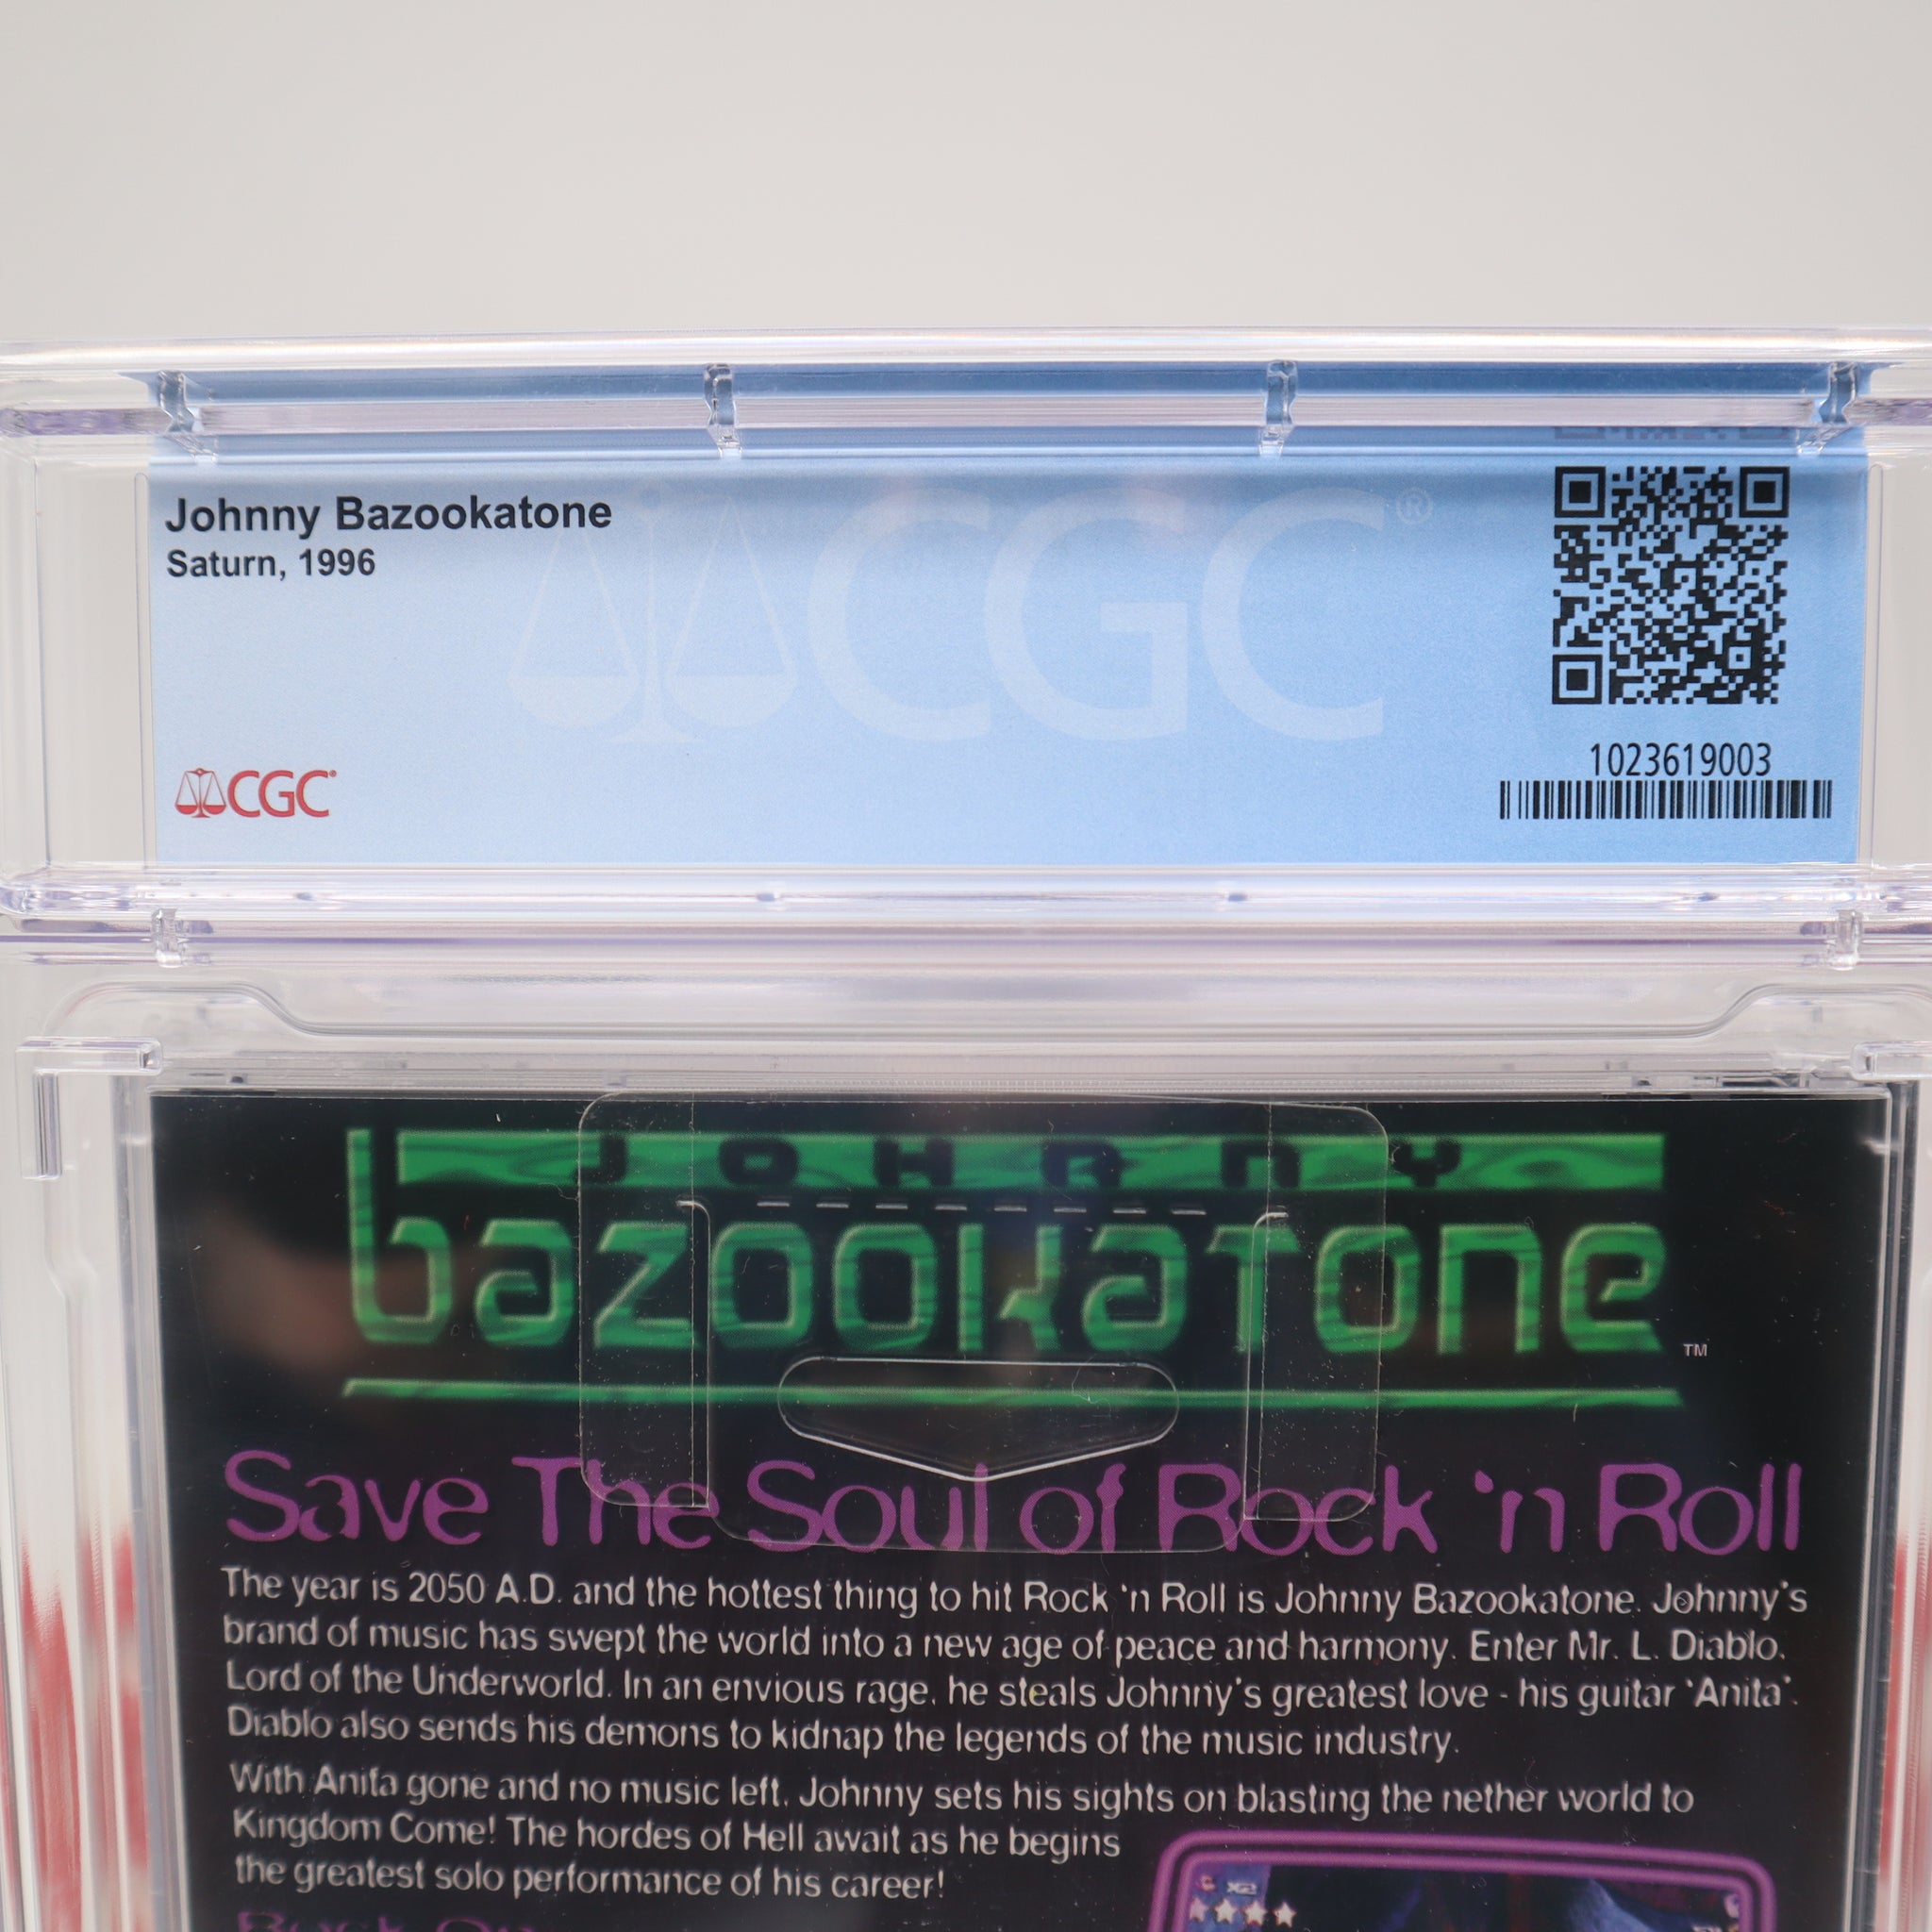 Johnny Bazookatone
Saturn, 1996
CGC®
CGC®
1023619003
JOHNNY
bazookatone™
Save The Soul of Rock 'n Roll
The year is 2050 A.D. and the hottest thing to hit Rock 'n Roll is Johnny Bazookatone. Johnny's
brand of music has swept the world into a new age of peace and harmony. Enter Mr. L. Diablo,
Lord of the Underworld. In an envious rage, he steals Johnny's greatest love - his guitar 'Anita'.
Diablo also sends his demons to kidnap the legends of the music industry.
With Anita gone and no music left, Johnny sets his sights on blasting the nether world to
Kingdom Come! The hordes of Hell await as he begins
the greatest solo performance of his career!
x2